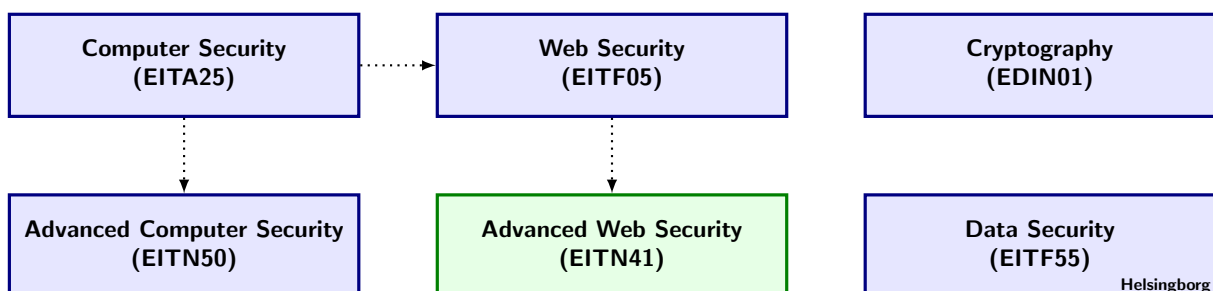 Computer Security
(EITA25)
Web Security
(EITF05)
Cryptography
(EDIN01)
Advanced Computer Security
(EITN50)
Advanced Web Security
(EITN41)
Data Security
(EITF55)
Helsingborg